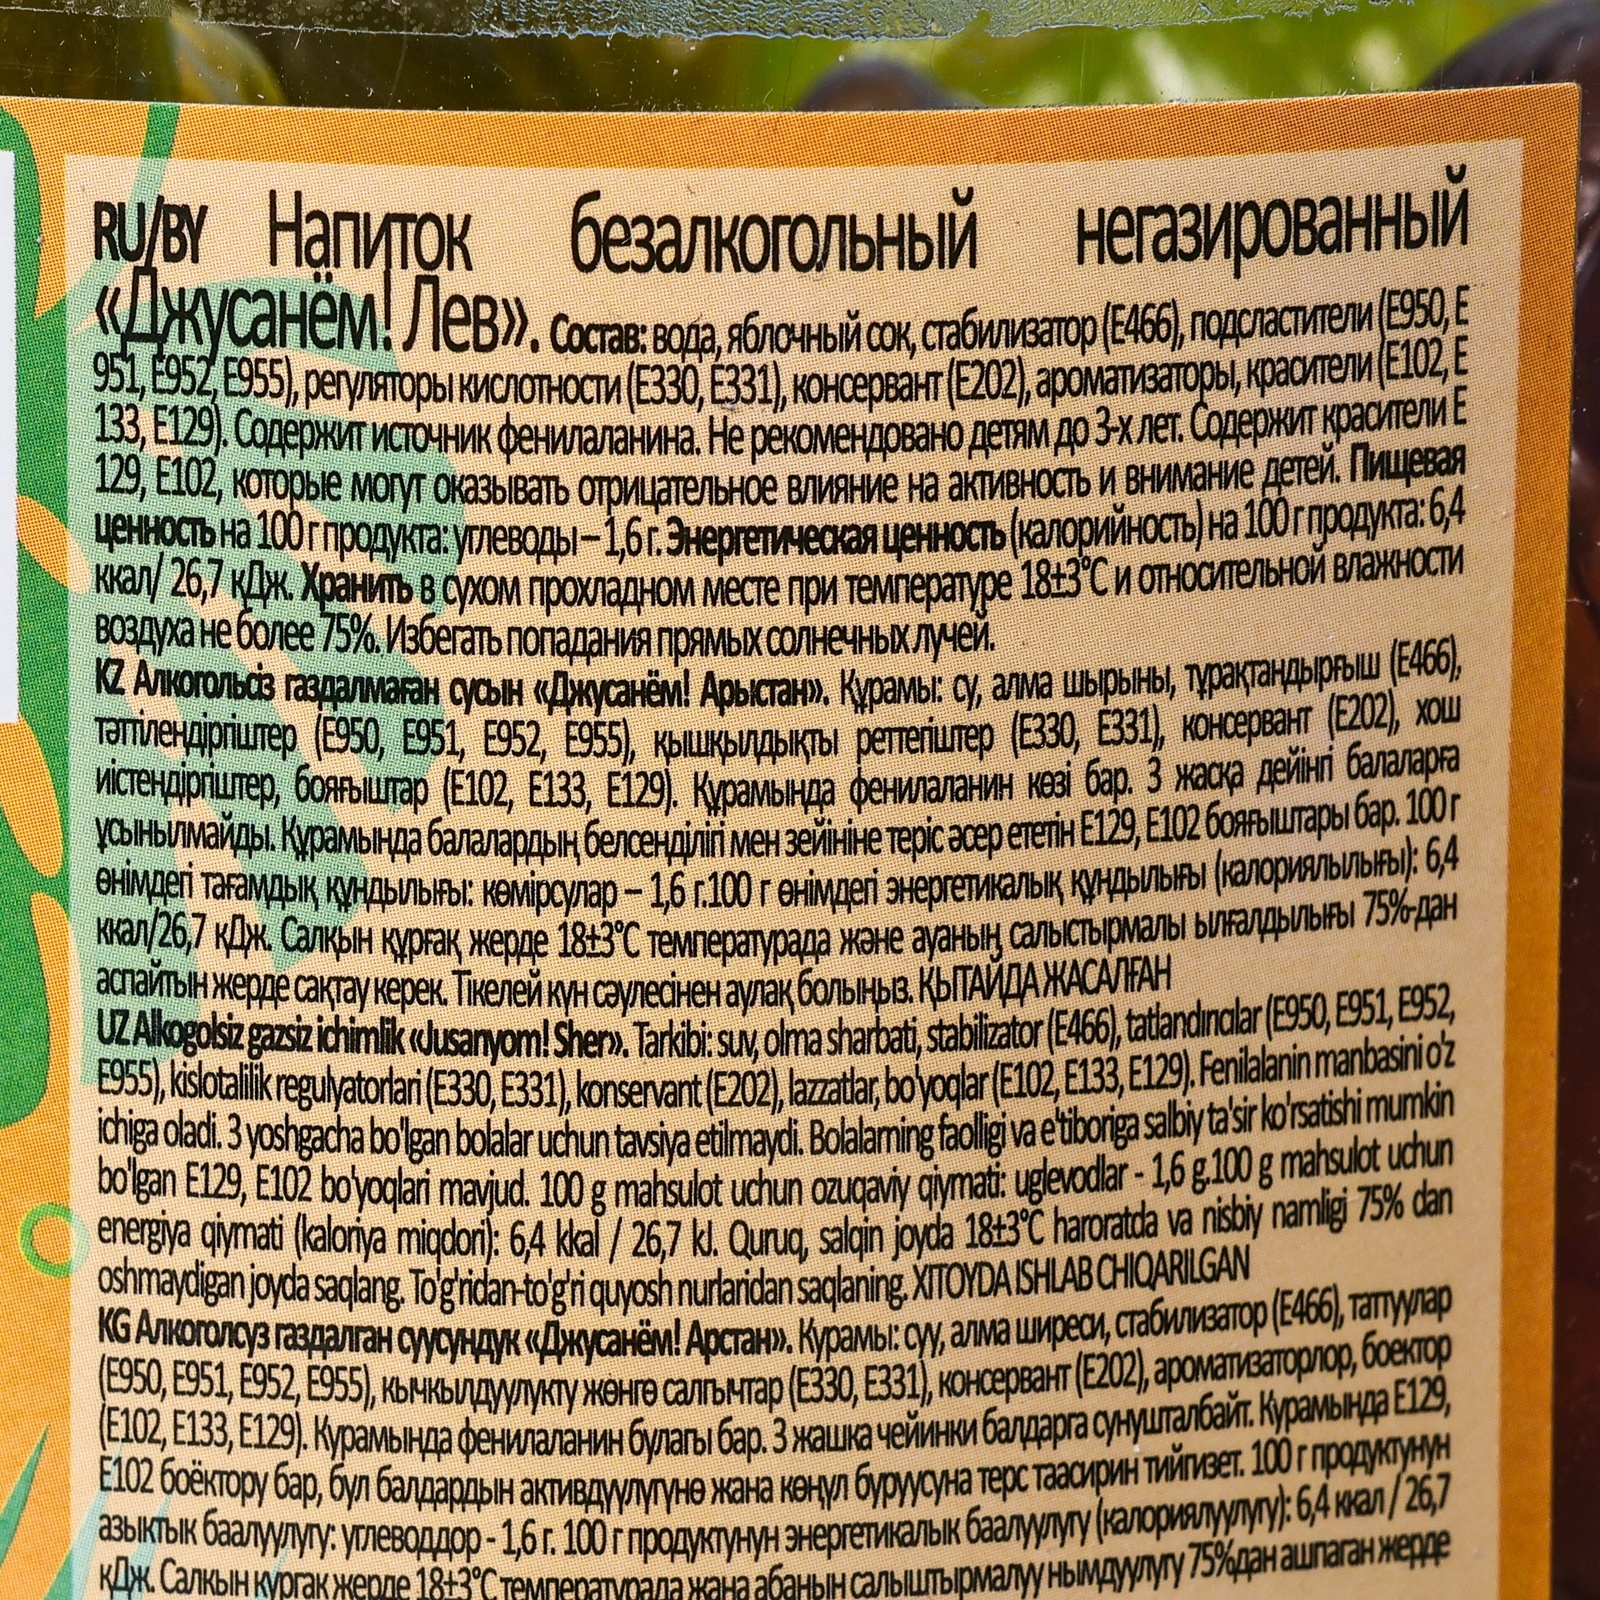 RU/BY Напиток безалкогольный негазированный
«Джусанём! Лев». Состав: вода, яблочный сок, стабилизатор (Е466), подсластители (Е950, Е
951, Е952, Е955), регуляторы кислотности (Е330, Е331), консервант (Е202), ароматизаторы, красители (Е102, Е
133, Е129). Содержит источник фенилаланина. Не рекомендовано детям до 3-х лет. Содержит красители Е
129, Е102, которые могут оказывать отрицательное влияние на активность и внимание детей. Пищевая
ценность на 100 г продукта: углеводы – 1,6 г. Энергетическая ценность (калорийность) на 100 г продукта: 6,4
ккал/ 26,7 кДж. Хранить в сухом прохладном месте при температуре 18±3°С и относительной влажности
воздуха не более 75%. Избегать попадания прямых солнечных лучей.
KZ Алкогольсіз газдалмаған сусын «Джусанём! Арыстан». Құрамы: су, алма шырыны, тұрақтандырғыш (Е466),
тәттілендіргіштер (Е950, Е951, Е952, Е955), қышқылдықты реттегіштер (Е330, Е331), консервант (Е202), хош
иістендіргіштер, бояғыштар (Е102, Е133, Е129). Құрамында фенилаланин көзі бар. 3 жасқа дейінгі балаларға
ұсынылмайды. Құрамында балалардың белсенділігі мен зейініне теріс әсер ететін Е129, Е102 бояғыштары бар. 100 г
өнімдегі тағамдық құндылығы: көмірсулар – 1,6 г.100 г өнімдегі энергетикалық құндылығы (калориялылығы): 6,4
ккал/26,7 кДж. Салқын құрғақ жерде 18±3°С температурада және ауаның салыстырмалы ылғалдылығы 75%-дан
аспайтын жерде сақтау керек. Тікелей күн сәулесінен аулақ болыңыз. ҚЫТАЙДА ЖАСАЛҒАН
UZ Alkogolsiz gazsiz ichimlik «Jusanyom! Sher». Tarkibi: suv, olma sharbati, stabilizator (E466), tatlandırıcılar (E950, E951, E952,
E955), kislotalilik regulyatorlari (E330, E331), konservant (E202), lazzatlar, bo'yoqlar (E102, E133, E129). Fenilalanin manbasini o'z
ichiga oladi. 3 yoshgacha bo'lgan bolalar uchun tavsiya etilmaydi. Bolalarning faolligi va e'tiboriga salbiy ta'sir ko'rsatishi mumkin
bo'lgan E129, E102 bo'yoqlari mavjud. 100 g mahsulot uchun ozuqaviy qiymati: uglevodlar - 1,6 g.100 g mahsulot uchun
energiya qiymati (kaloriya miqdori): 6,4 kkal / 26,7 kJ. Quruq, salqin joyda 18±3°C haroratda va nisbiy namligi 75% dan
oshmaydigan joyda saqlang. To'g'ridan-to'g'ri quyosh nurlaridan saqlaning. XITOYDA ISHLAB CHIQARILGAN
KG Алкоголсуз газдалган суусундук «Джусанём! Арстан». Курамы: суу, алма ширеси, стабилизатор (Е466), таттуулар
(Е950, Е951, Е952, Е955), кычкылдуулукту жөнгө салгычтар (Е330, Е331), консервант (Е202), ароматизаторлор, боектор
(Е102, Е133, Е129). Курамында фенилаланин булагы бар. 3 жашка чейинки балдарга сунушталбайт. Курамында Е129,
Е102 боёктору бар, бул балдардын активдүүлүгүнө жана көңүл буруусуна терс таасирин тийгизет. 100 г продуктунун
азыктык баалуулугу: углеводдор - 1,6 г. 100 г продуктунун энергетикалык баалуулугу (калориялуулугу): 6,4 ккал / 26,7
кДж. Салкын кургак жерде 18±3°С температурада жана абанын салыштырмалуу нымдуулугу 75%дан ашпаган жерде